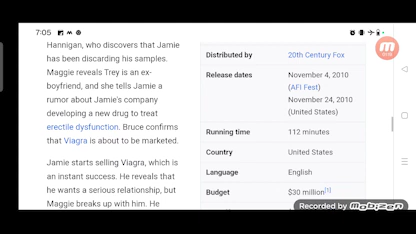 7:05
Hannigan, who discovers that Jamie
has been discarding his samples.
Maggie reveals Trey is an ex-
boyfriend, and she tells Jamie a
rumor about Jamie's company
developing a new drug to treat
erectile dysfunction. Bruce confirms
that Viagra is about to be marketed.
Jamie starts selling Viagra, which is
an instant success. He reveals that
he wants a serious relationship, but
Maggie breaks up with him. He
Distributed by 20th Century Fox
Release dates November 4, 2010
(AFI Fest)
November 24, 2010
(United States)
Running time 112 minutes
Country United States
Language English
Budget $30 million[1]
Recorded by Mobizen